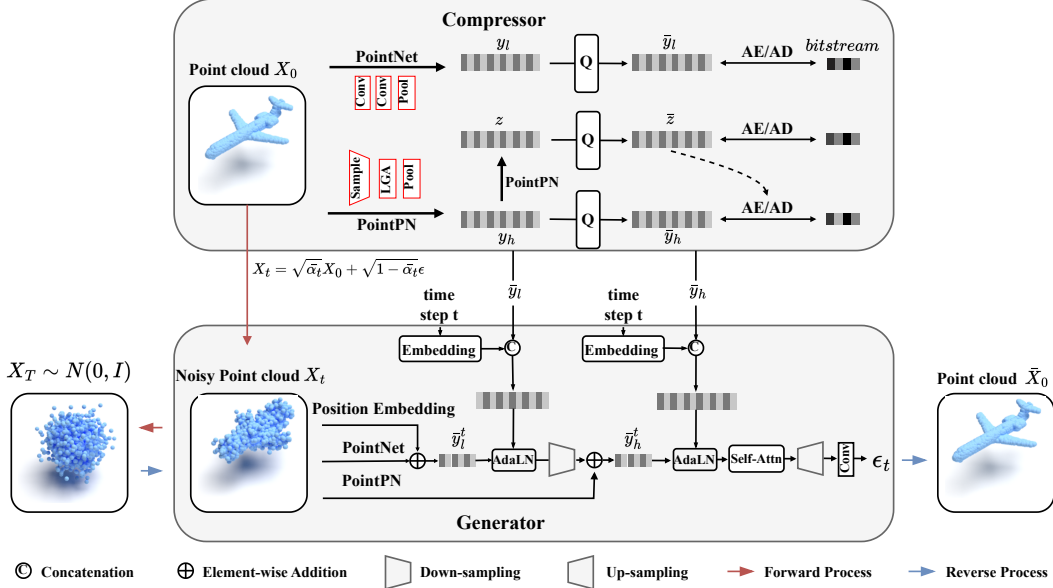 Compressor
Point cloud X_0
PointNet
Conv
Conv
Pool
y_l
Q
ȳ_l
AE/AD
bitstream
z
Q
z̄
AE/AD
PointPN
Sample
LGA
Pool
PointPN
y_h
Q
ȳ_h
AE/AD
X_t = √ᾱ_t X_0 + √1 − ᾱ_t ϵ
ȳ_l
ȳ_h
time
step t
Embedding
C
time
step t
Embedding
C
X_T ∼ N(0, I)
Noisy Point cloud X_t
Position Embedding
PointNet
PointPN
ȳ_l^t
AdaLN
ȳ_h^t
AdaLN
Self-Attn
Conv
ϵ_t
Point cloud X̄_0
Generator
C Concatenation
Element-wise Addition
Down-sampling
Up-sampling
Forward Process
Reverse Process